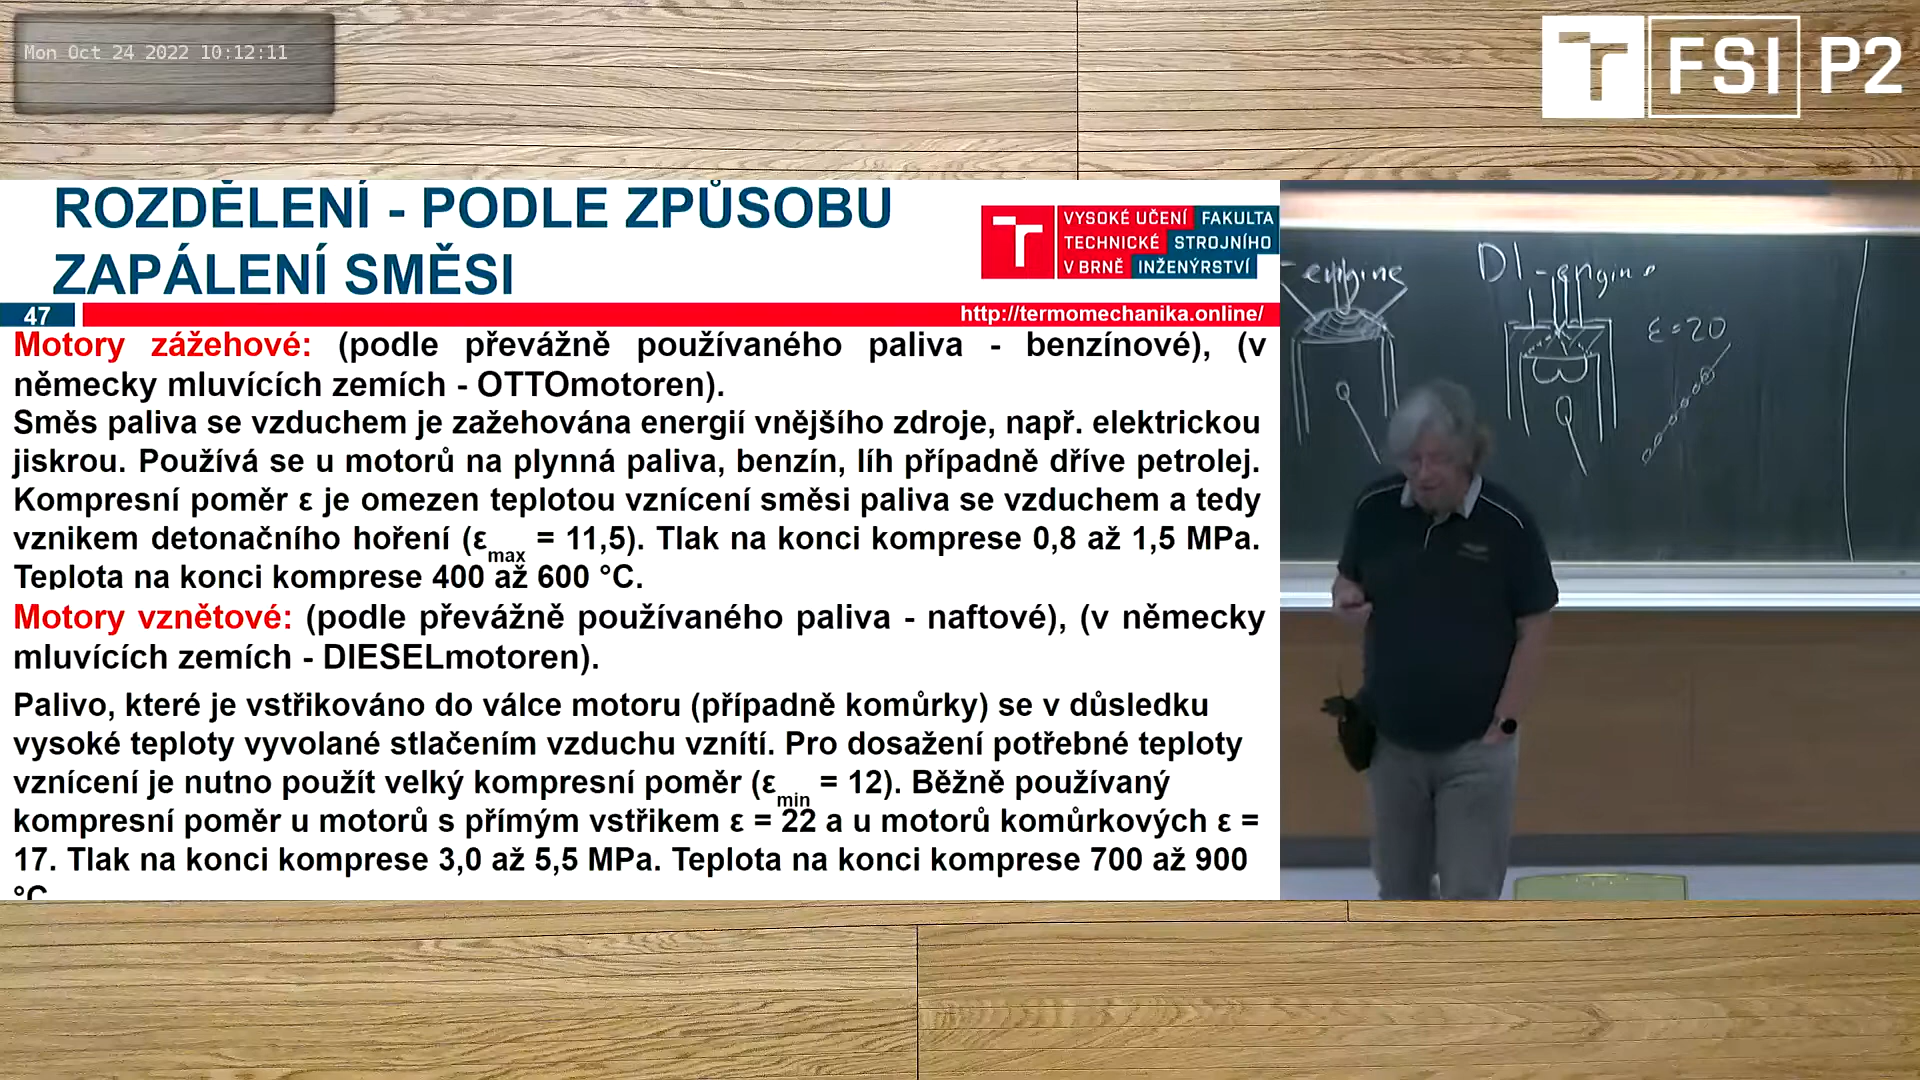 Mon Oct 24 2022 10:12:11
FSI P2
ROZDĚLENÍ - PODLE ZPŮSOBU
ZAPÁLENÍ SMĚSI
VYSOKÉ UČENÍ FAKULTA
TECHNICKÉ STROJNÍHO
V BRNĚ INŽENÝRSTVÍ
47
http://termomechanika.online/
Motory zážehové: (podle převážně používaného paliva - benzínové), (v
německy mluvících zemích - OTTOmotoren).
Směs paliva se vzduchem je zažehována energií vnějšího zdroje, např. elektrickou
jiskrou. Používá se u motorů na plynná paliva, benzín, líh případně dříve petrolej.
Kompresní poměr ε je omezen teplotou vznícení směsi paliva se vzduchem a tedy
vznikem detonačního hoření (εmax = 11,5). Tlak na konci komprese 0,8 až 1,5 MPa.
Teplota na konci komprese 400 až 600 °C.
Motory vznětové: (podle převážně používaného paliva - naftové), (v německy
mluvících zemích - DIESELmotoren).
Palivo, které je vstřikováno do válce motoru (případně komůrky) se v důsledku
vysoké teploty vyvolané stlačením vzduchu vznítí. Pro dosažení potřebné teploty
vznícení je nutno použít velký kompresní poměr (εmin = 12). Běžně používaný
kompresní poměr u motorů s přímým vstřikem ε = 22 a u motorů komůrkových ε =
17. Tlak na konci komprese 3,0 až 5,5 MPa. Teplota na konci komprese 700 až 900
°C
- engine
DI - engine
ε=20